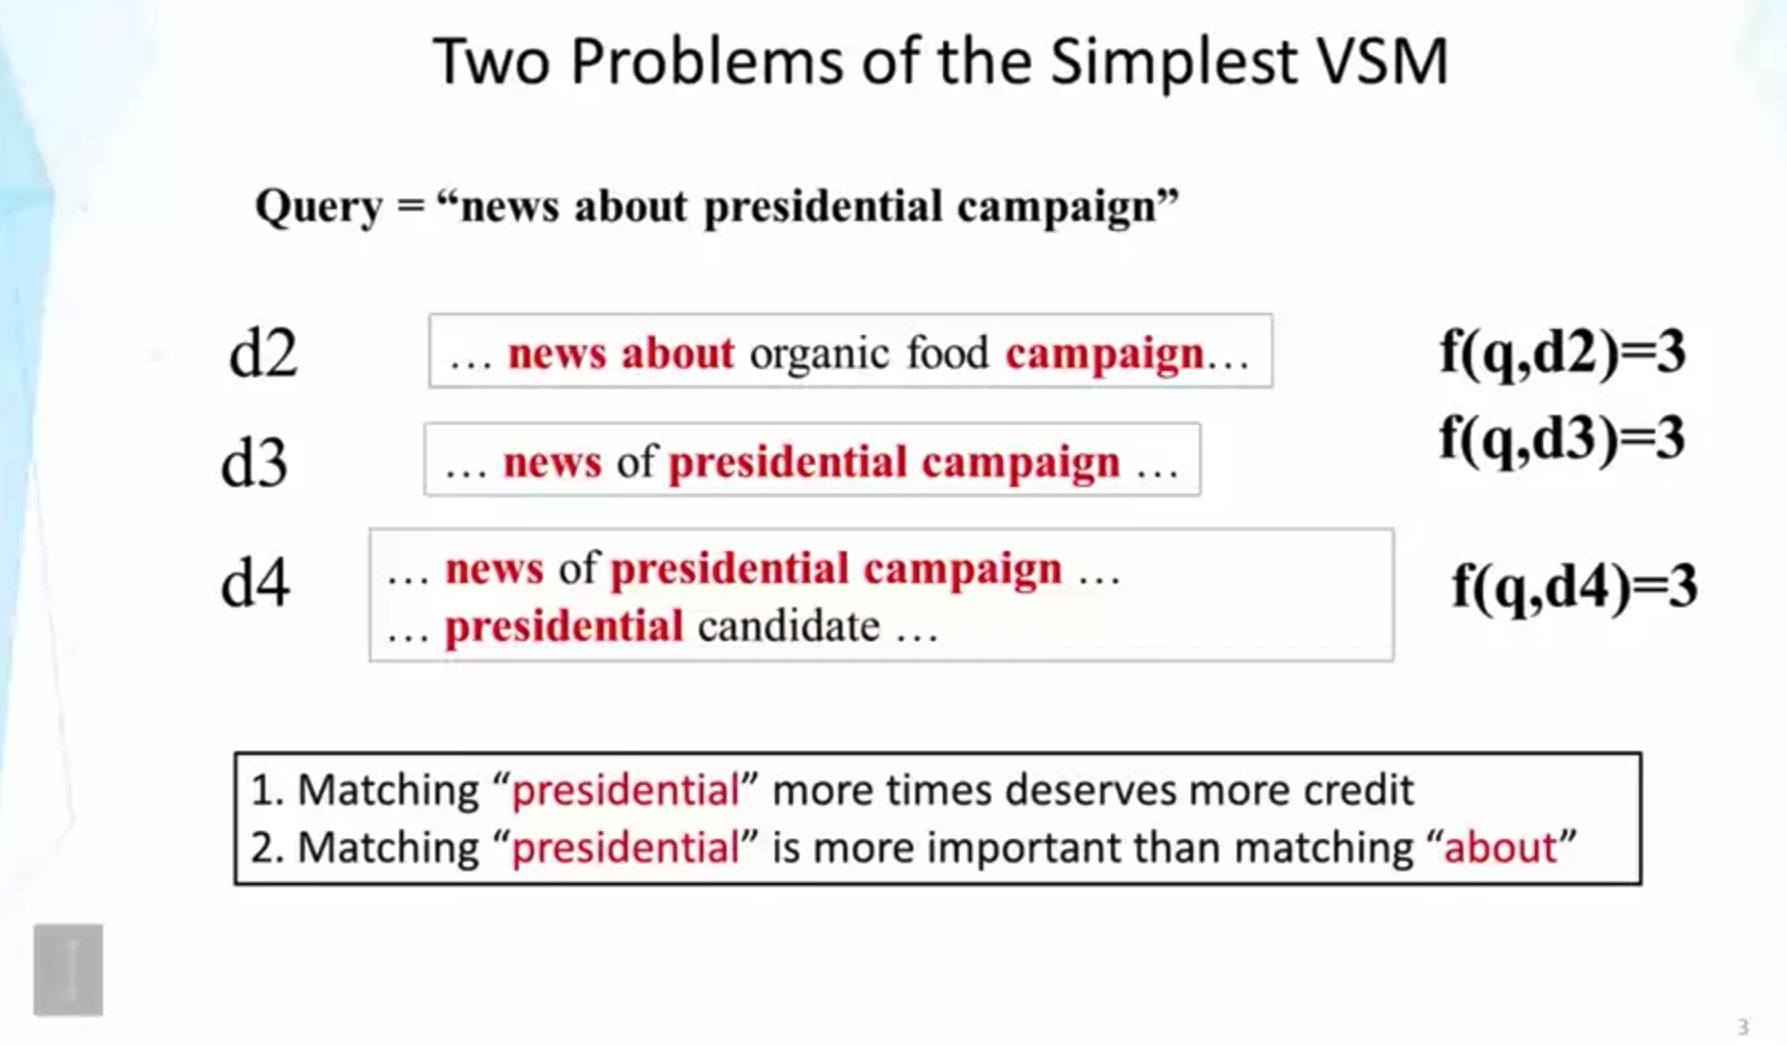 Two Problems of the Simplest VSM
Query = “news about presidential campaign”
d2
… news about organic food campaign…
f(q,d2)=3
d3
… news of presidential campaign …
f(q,d3)=3
d4
… news of presidential campaign …
… presidential candidate …
f(q,d4)=3
1. Matching “presidential” more times deserves more credit
2. Matching “presidential” is more important than matching “about”
I
3